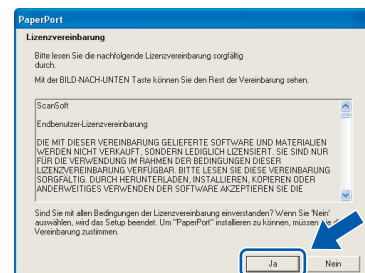 PaperPort
Lizenzvereinbarung
Bitte lesen Sie die nachfolgende Lizenzvereinbarung sorgfältig
durch.
Mit der BILD-NACH-UNTEN Taste können Sie den Rest der Vereinbarung sehen.
ScanSoft
Endbenutzer-Lizenzvereinbarung
DIE MIT DIESER VEREINBARUNG GELIEFERTE SOFTWARE UND MATERIALIEN
WERDEN NICHT VERKAUFT, SONDERN LEDIGLICH LIZENSIERT. SIE SIND NUR
FÜR DIE VERWENDUNG IM RAHMEN DER BEDINGUNGEN DIESER
LIZENZVEREINBARUNG VERFÜGBAR. BITTE LESEN SIE DIESE VEREINBARUNG
SORGFÄLTIG. DURCH HERUNTERLADEN, INSTALLIEREN, KOPIEREN ODER
ANDERWEITIGES VERWENDEN DER SOFTWARE AKZEPTIEREN SIE DIE
Sind Sie mit allen Bedingungen der Lizenzvereinbarung einverstanden? Wenn Sie 'Nein'
auswählen, wird das Setup beendet. Um "PaperPort" installieren zu können, müssen
Vereinbarung zustimmen.
Ja Nein